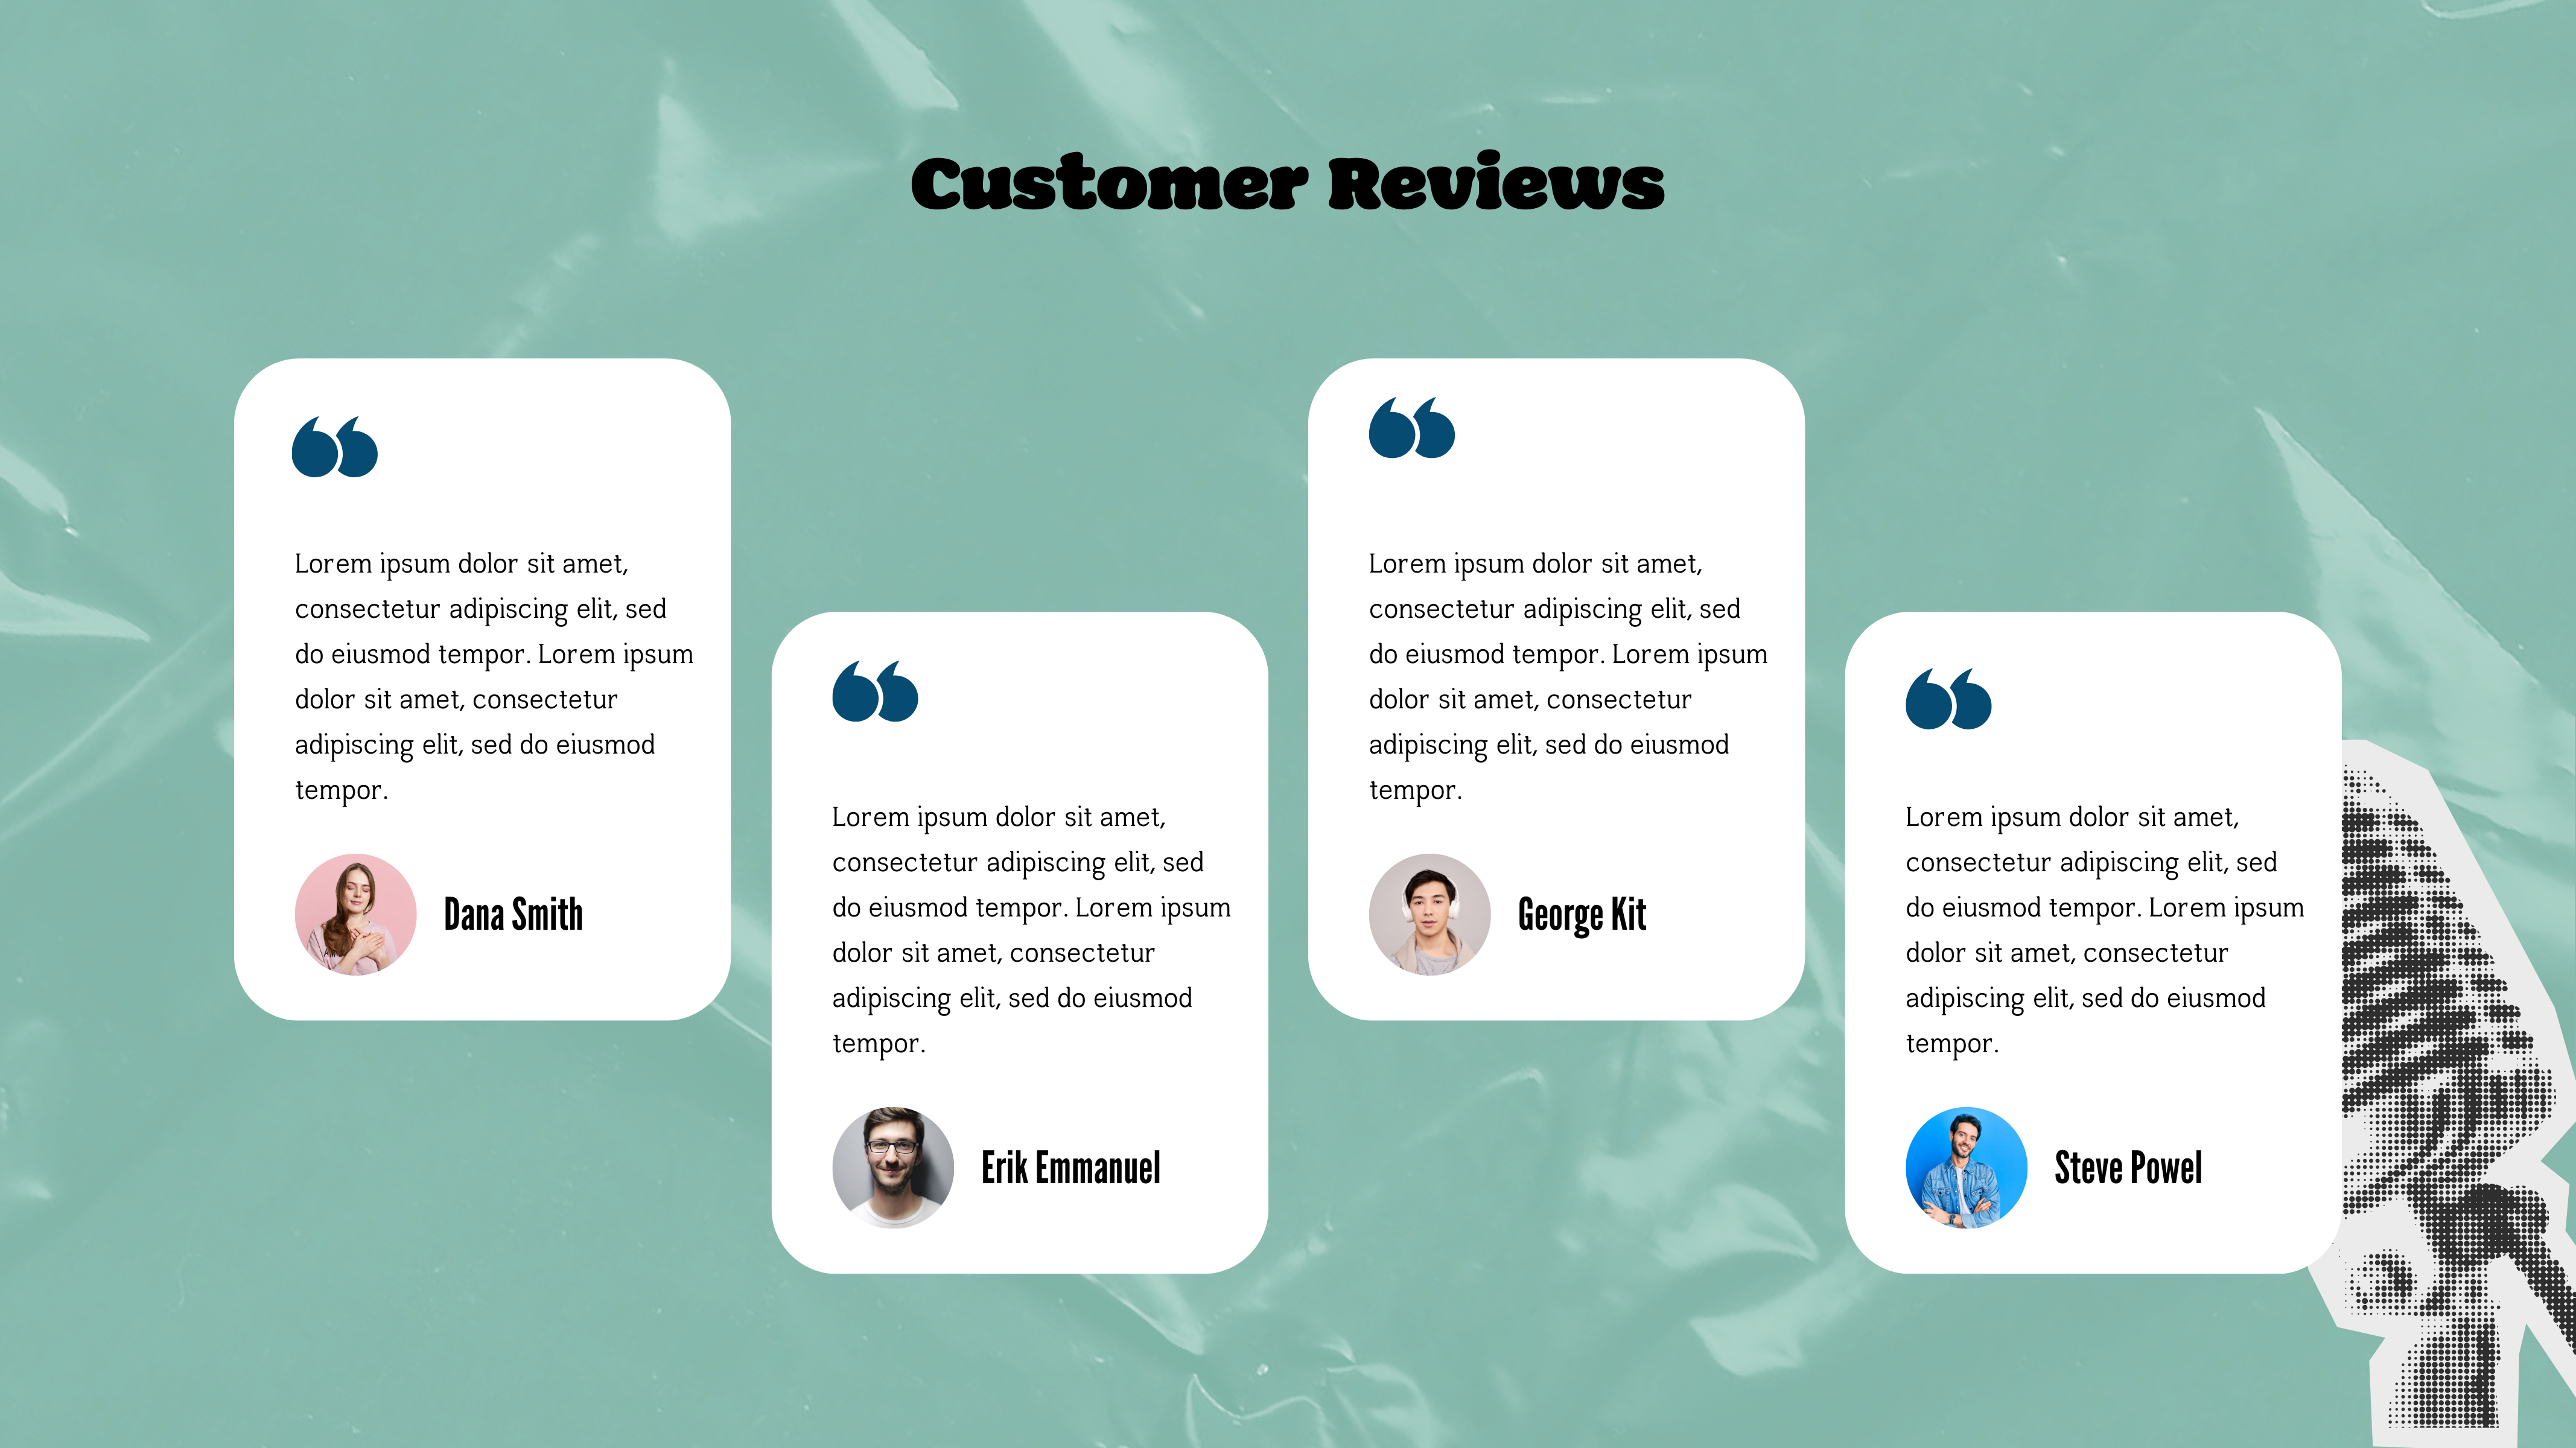 Customer Reviews
Lorem ipsum dolor sit amet,
consectetur adipiscing elit, sed
do eiusmod tempor. Lorem ipsum
dolor sit amet, consectetur
adipiscing elit, sed do eiusmod
tempor.
Dana Smith
Lorem ipsum dolor sit amet,
consectetur adipiscing elit, sed
do eiusmod tempor. Lorem ipsum
dolor sit amet, consectetur
adipiscing elit, sed do eiusmod
tempor.
Erik Emmanuel
Lorem ipsum dolor sit amet,
consectetur adipiscing elit, sed
do eiusmod tempor. Lorem ipsum
dolor sit amet, consectetur
adipiscing elit, sed do eiusmod
tempor.
George Kit
Lorem ipsum dolor sit amet,
consectetur adipiscing elit, sed
do eiusmod tempor. Lorem ipsum
dolor sit amet, consectetur
adipiscing elit, sed do eiusmod
tempor.
Steve Powel